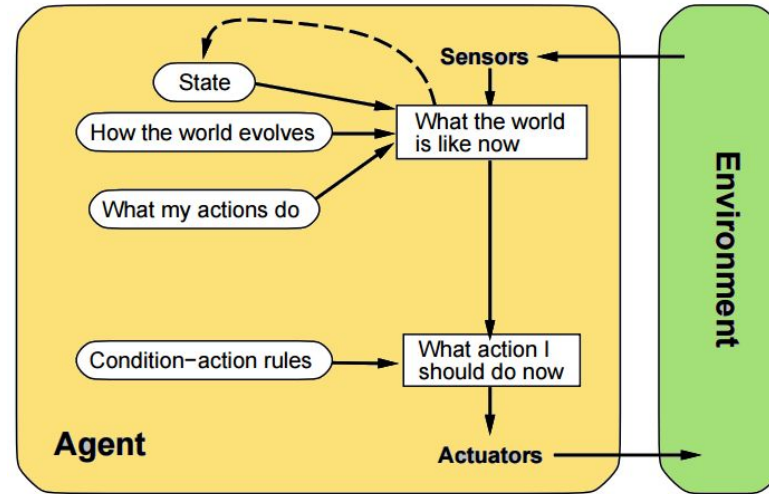 Sensors
State
How the world evolves
What the world
is like now
What my actions do
Condition−action rules
What action I
should do now
Agent
Actuators
Environment